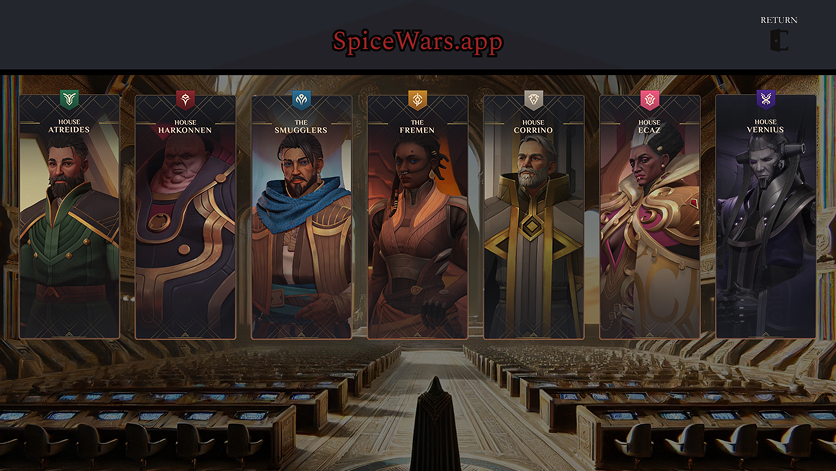 RETURN
SpiceWars.app
HOUSE
ATREIDES
HOUSE
HARKONNEN
THE
SMUGGLERS
THE
FREMEN
HOUSE
CORRINO
HOUSE
ECAZ
HOUSE
VERNIUS